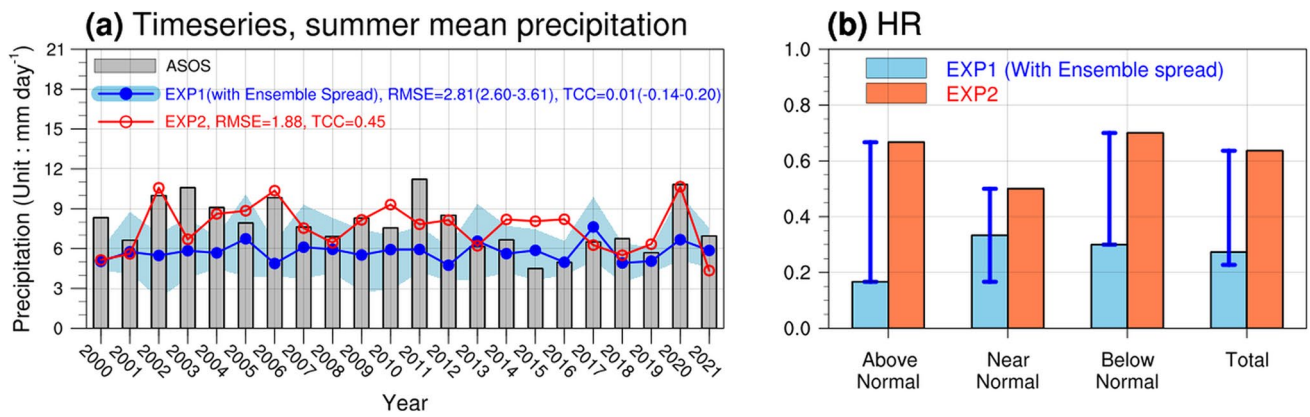 (a) Timeseries, summer mean precipitation
Precipitation (Unit : mm day⁻¹)
21
18
15
12
9
6
3
0
ASOS
EXP1(with Ensemble Spread), RMSE=2.81(2.60-3.61), TCC=0.01(-0.14-0.20)
EXP2, RMSE=1.88, TCC=0.45
2000 2001 2002 2003 2004 2005 2006 2007 2008 2009 2010 2011 2012 2013 2014 2015 2016 2017 2018 2019 2020 2021
Year
(b) HR
1.0
0.8
0.6
0.4
0.2
0.0
EXP1 (With Ensemble spread)
EXP2
Above Near Below Total
Normal Normal Normal